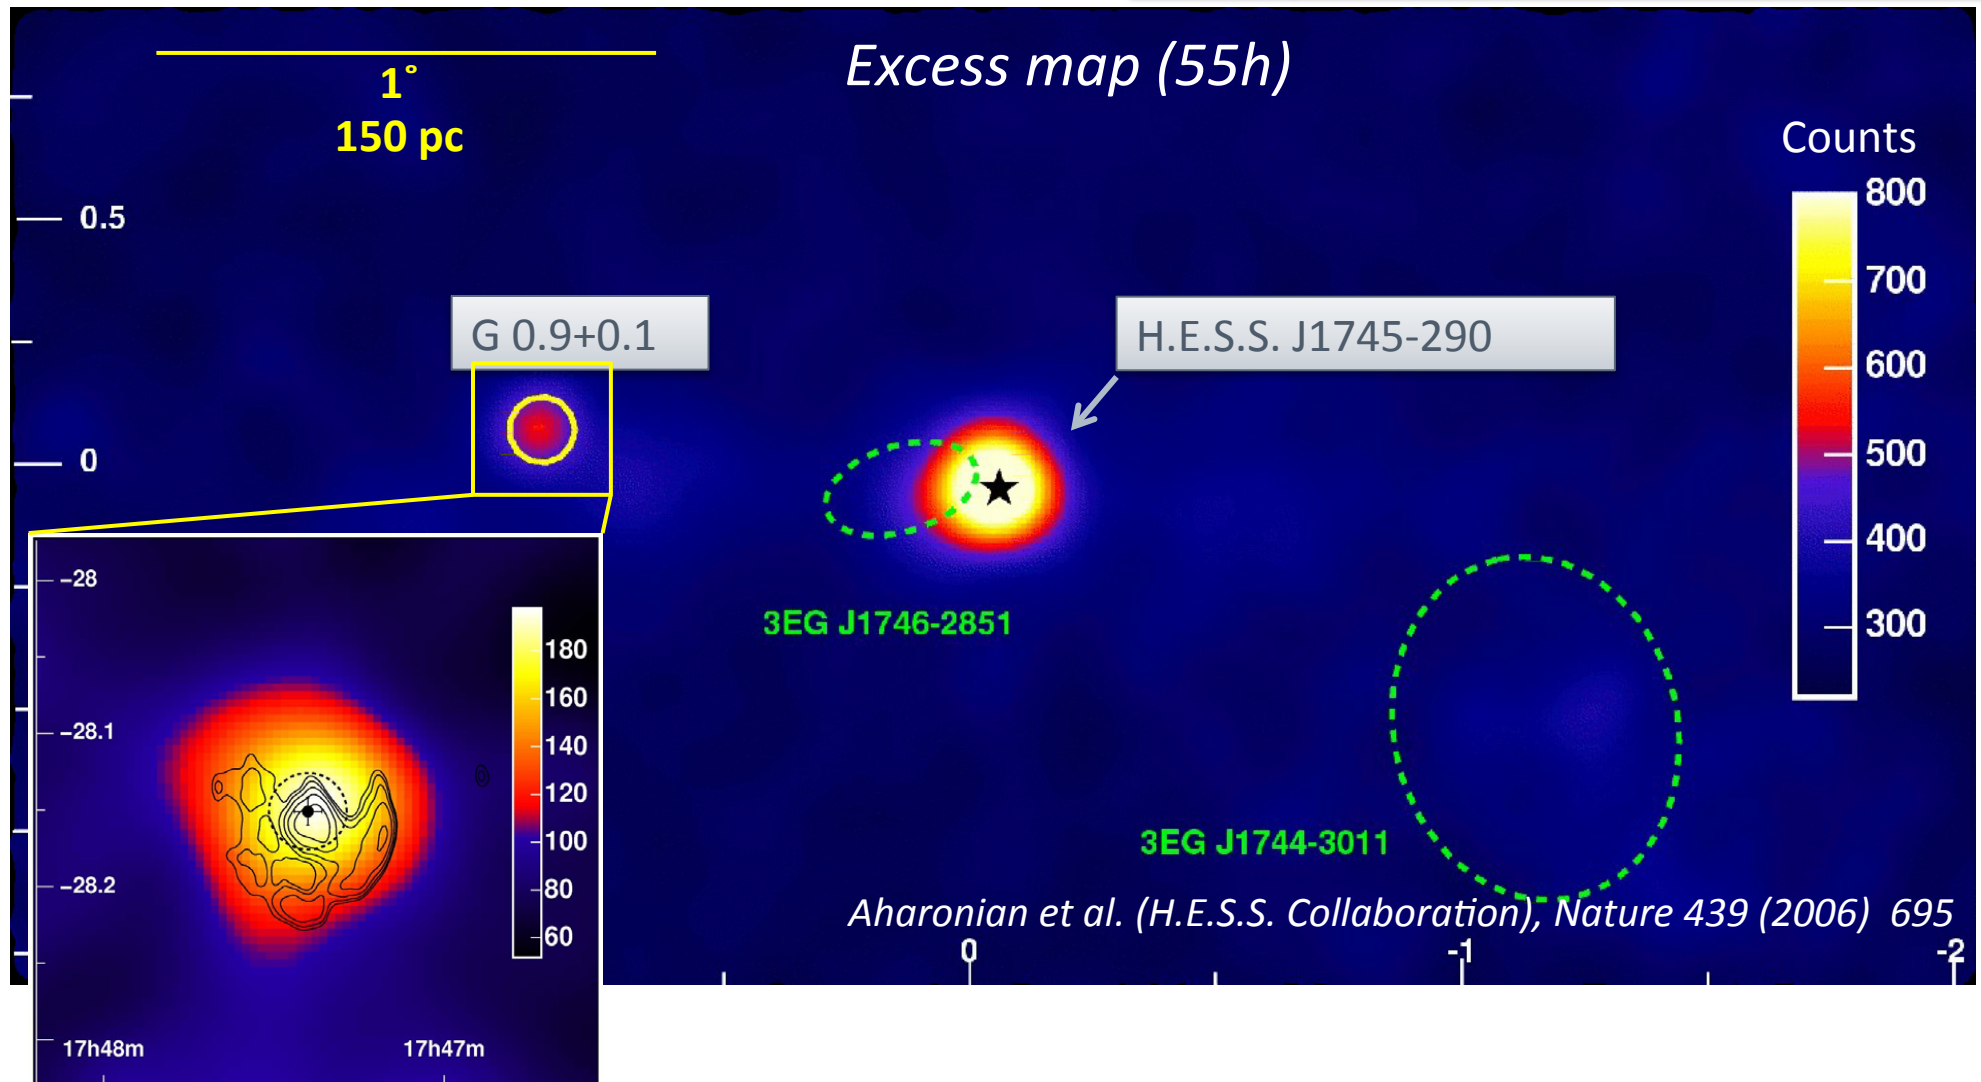 Excess map (55h)
1°
150 pc
Counts
800
700
600
500
400
300
0.5
0
G 0.9+0.1
H.E.S.S. J1745-290
3EG J1746-2851
3EG J1744-3011
Aharonian et al. (H.E.S.S. Collaboration), Nature 439 (2006) 695
0
-1
-2
-28
-28.1
-28.2
180
160
140
120
100
80
60
17h48m
17h47m